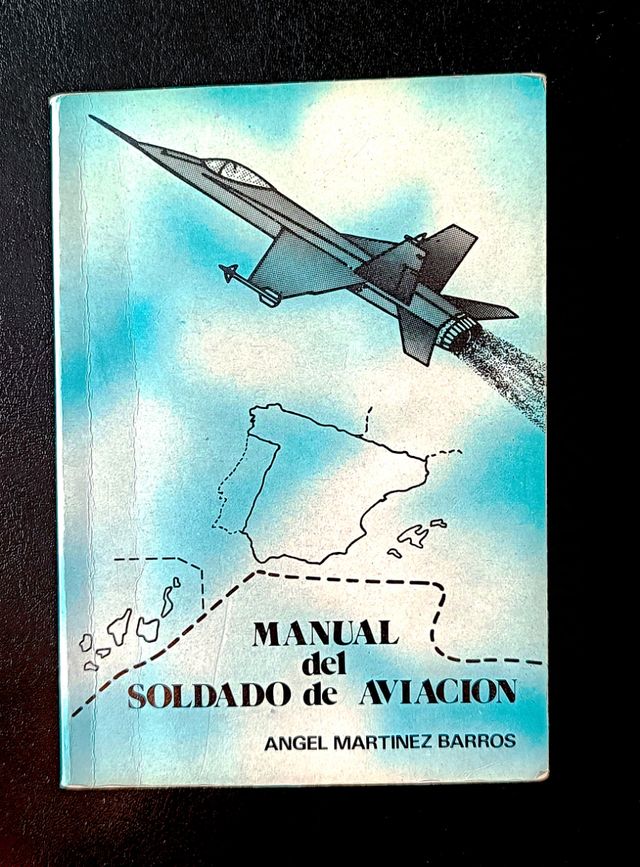 MANUAL
del
SOLDADO de AVIACION
ANGEL MARTINEZ BARROS